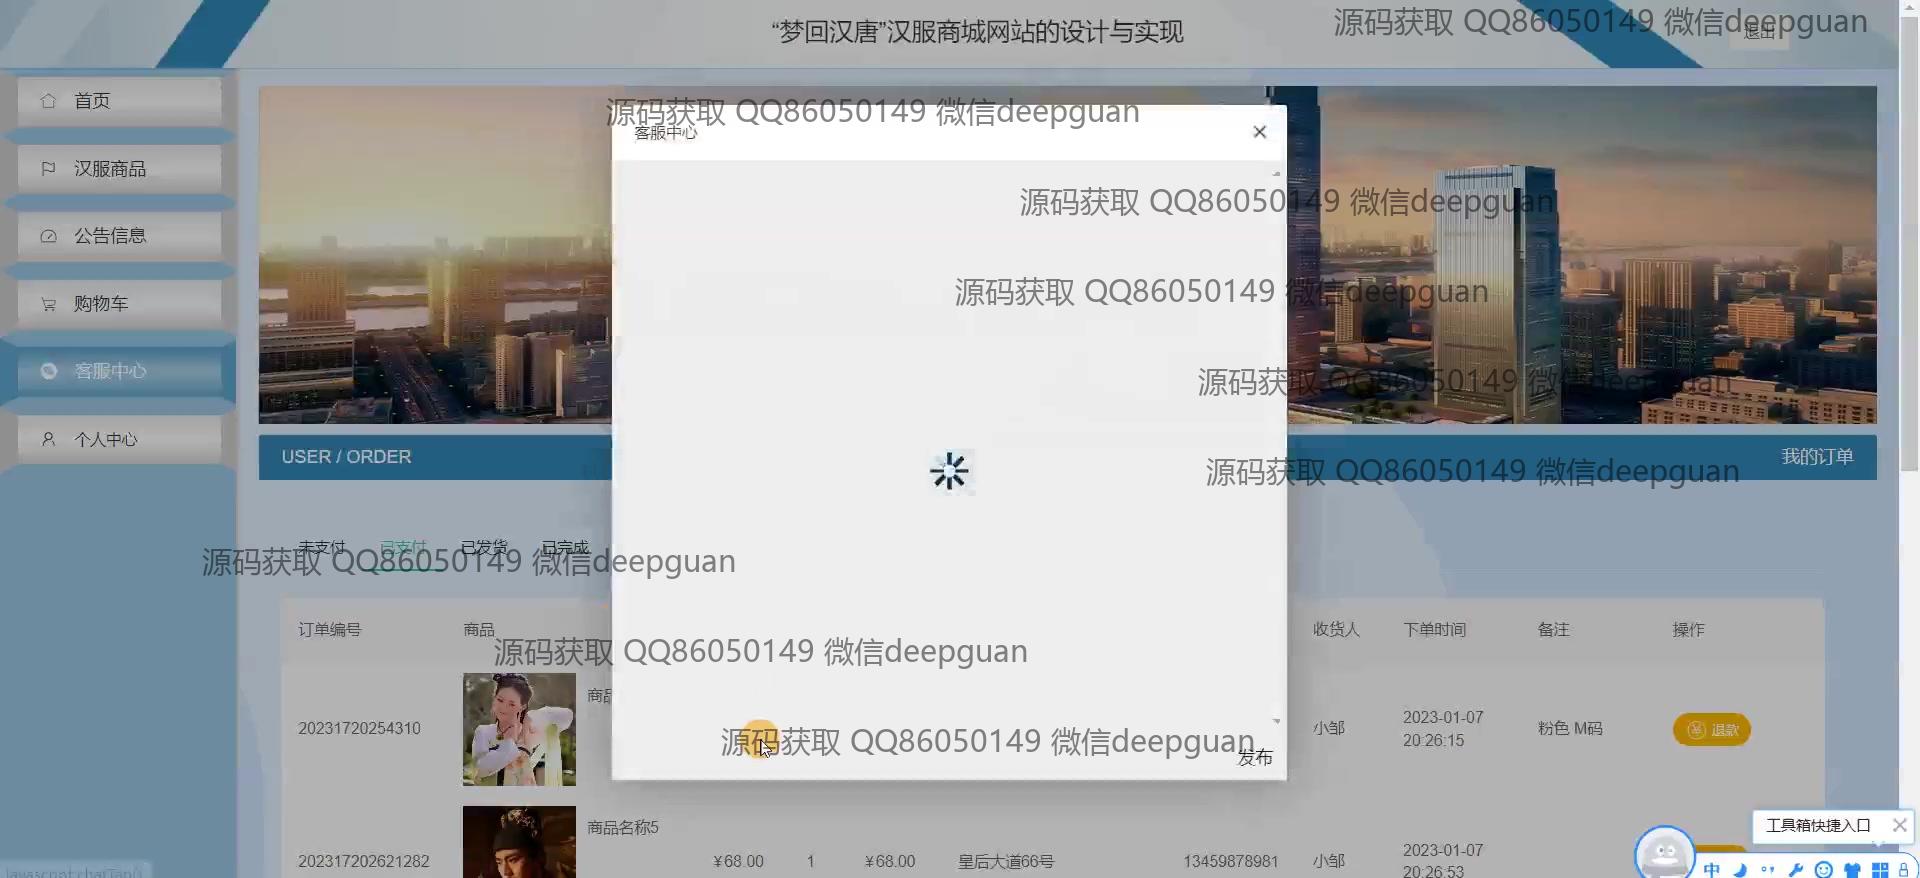 “梦回汉唐”汉服商城网站的设计与实现
源码获取 QQ86050149 微信deepguan
退出
首页
汉服商品
公告信息
购物车
客服中心
个人中心
源码获取 QQ86050149 微信deepguan
客服中心
源码获取 QQ86050149 微信deepguan
源码获取 QQ86050149 微信deepguan
源码获取 QQ86050149 微信deepguan
USER / ORDER
我的订单
源码获取 QQ86050149 微信deepguan
未支付 已支付 已发货 已完成
源码获取 QQ86050149 微信deepguan
订单编号 商品 收货人 下单时间 备注 操作
源码获取 QQ86050149 微信deepguan
20231720254310 商品 小邹 2023-01-07 20:26:15 粉色 M码 退款
源码获取 QQ86050149 微信deepguan
发布
商品名称5
202317202621282 ¥68.00 1 ¥68.00 皇后大道66号 13459878981 小邹 2023-01-07 20:26:53
工具箱快捷入口
中